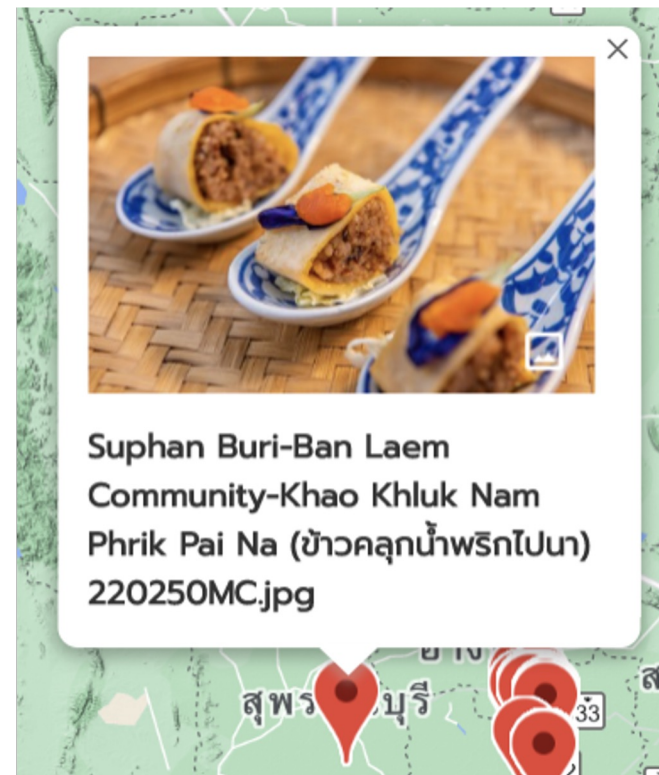 Suphan Buri-Ban Laem
Community-Khao Khluk Nam
Phrik Pai Na (ข้าวคลุกน้ำพริกไปนา)
220250MC.jpg
สุพร บุรี
33